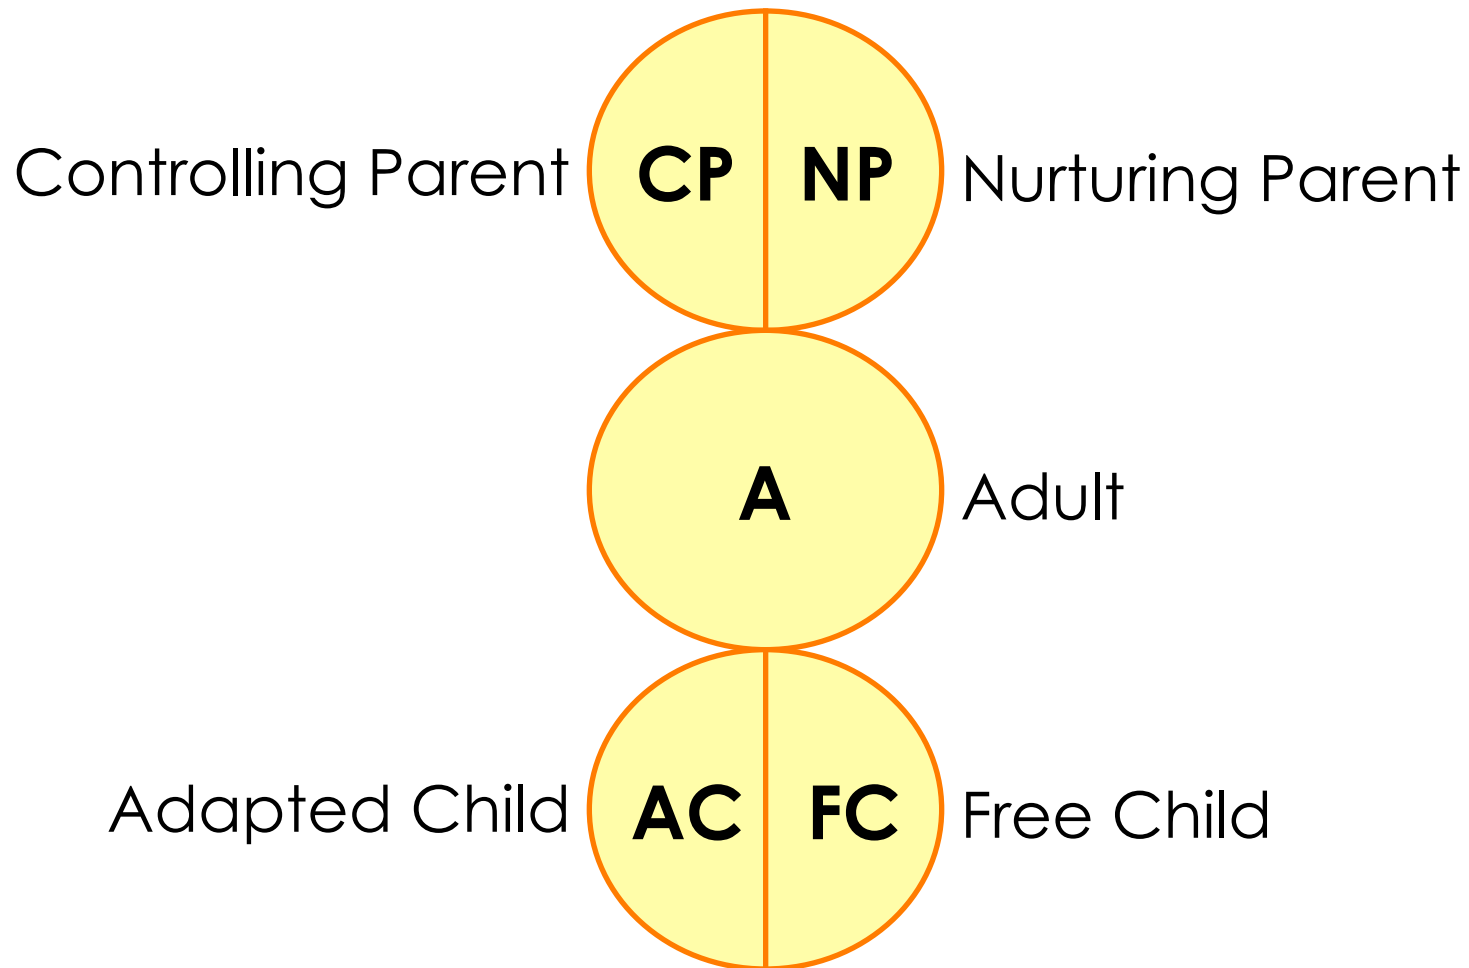 Controlling Parent CP NP Nurturing Parent
A Adult
Adapted Child AC FC Free Child